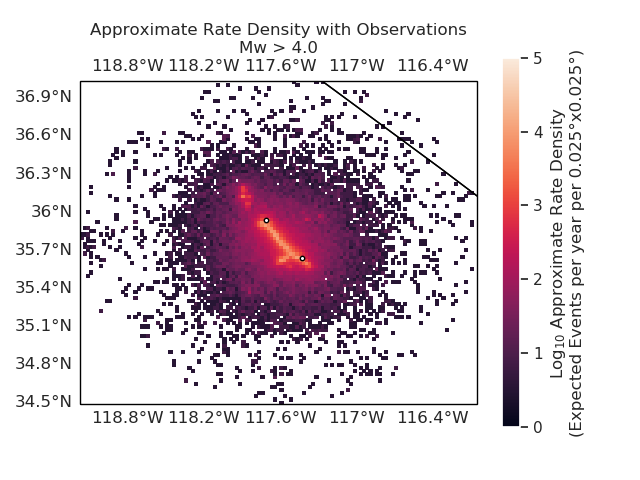 Approximate Rate Density with Observations
Mw > 4.0
118.8°W 118.2°W 117.6°W 117°W 116.4°W
36.9°N
36.6°N
36.3°N
36°N
35.7°N
35.4°N
35.1°N
34.8°N
34.5°N
118.8°W 118.2°W 117.6°W 117°W 116.4°W
5
4
3
2
1
0
Log₁₀ Approximate Rate Density
(Expected Events per year per 0.025°x0.025°)